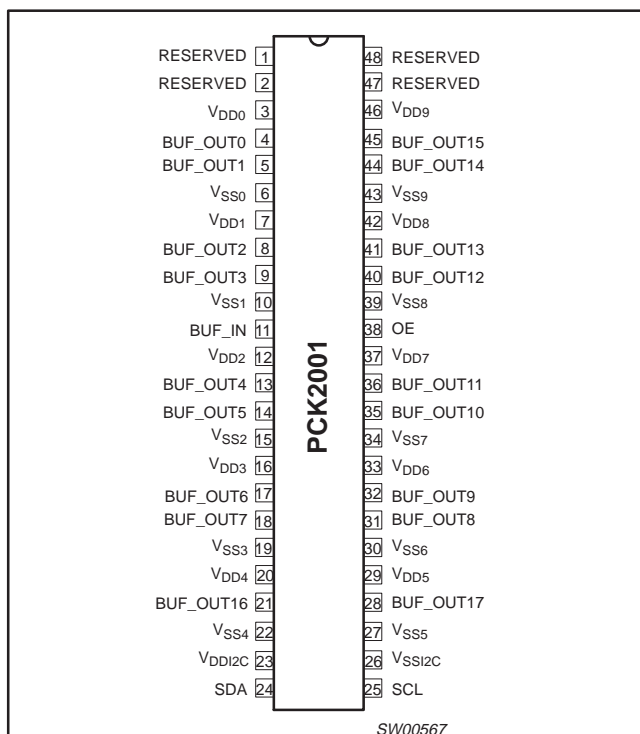 RESERVED 1 48 RESERVED
RESERVED 2 47 RESERVED
VDD0 3 46 VDD9
BUF_OUT0 4 45 BUF_OUT15
BUF_OUT1 5 44 BUF_OUT14
VSS0 6 43 VSS9
VDD1 7 42 VDD8
BUF_OUT2 8 41 BUF_OUT13
BUF_OUT3 9 40 BUF_OUT12
VSS1 10 39 VSS8
BUF_IN 11 38 OE
VDD2 12 37 VDD7
BUF_OUT4 13 36 BUF_OUT11
BUF_OUT5 14 35 BUF_OUT10
VSS2 15 34 VSS7
VDD3 16 33 VDD6
BUF_OUT6 17 32 BUF_OUT9
BUF_OUT7 18 31 BUF_OUT8
VSS3 19 30 VSS6
VDD4 20 29 VDD5
BUF_OUT16 21 28 BUF_OUT17
VSS4 22 27 VSS5
VDDI2C 23 26 VSSI2C
SDA 24 25 SCL
PCK2001
SW00567